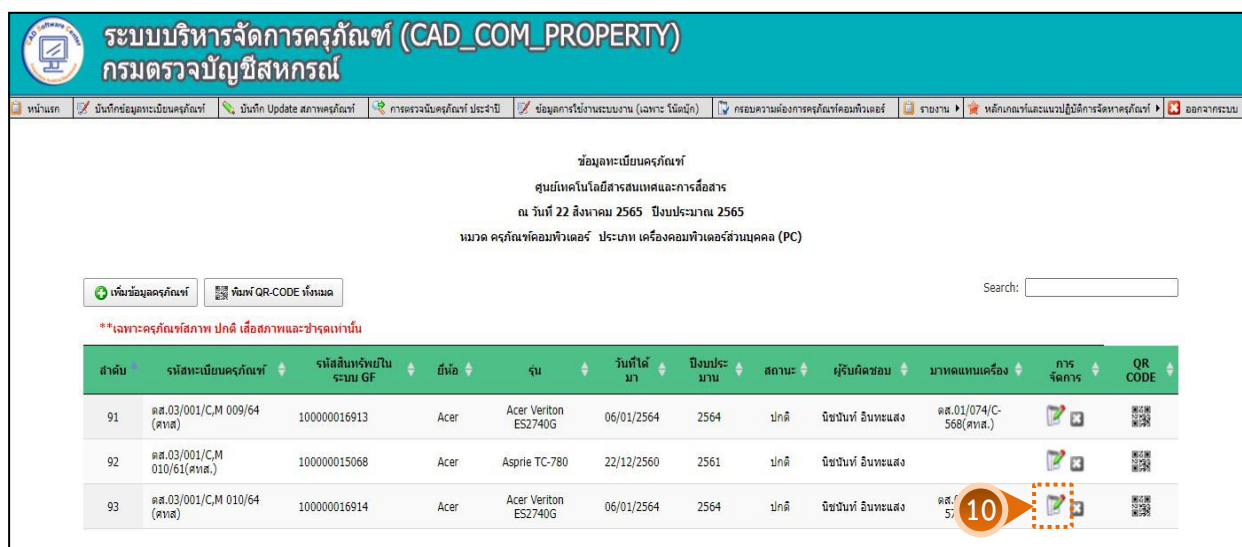 ระบบบริหารจัดการครุภัณฑ์ (CAD_COM_PROPERTY)
กรมตรวจบัญชีสหกรณ์
หน้าแรก บันทึกข้อมูลทะเบียนครุภัณฑ์ บันทึก Update สภาพครุภัณฑ์ การตรวจนับครุภัณฑ์ ประจำปี ข้อมูลการใช้งานระบบงาน (เฉพาะ โน้ตบุ๊ก) กรอบความต้องการครุภัณฑ์คอมพิวเตอร์ รายงาน หลักเกณฑ์และแนวปฏิบัติการจัดหาครุภัณฑ์ ออกจากระบบ
ข้อมูลทะเบียนครุภัณฑ์
ศูนย์เทคโนโลยีสารสนเทศและการสื่อสาร
ณ วันที่ 22 สิงหาคม 2565 ปีงบประมาณ 2565
หมวด ครุภัณฑ์คอมพิวเตอร์ ประเภท เครื่องคอมพิวเตอร์ส่วนบุคคล (PC)
เพิ่มข้อมูลครุภัณฑ์ พิมพ์ QR-CODE ทั้งหมด Search:
**เฉพาะครุภัณฑ์สภาพ ปกติ เสื่อสภาพและชำรุดเท่านั้น
ลำดับ รหัสทะเบียนครุภัณฑ์ รหัสสินทรัพย์ใน ยี่ห้อ รุ่น วันที่ได้ ปีงบประ สถานะ ผู้รับผิดชอบ มาทดแทนเครื่อง การ QR
ระบบ GF มา มาน จัดการ CODE
91 ตส.03/001/C,M 009/64 100000016913 Acer Acer Veriton 06/01/2564 2564 ปกติ นิชนันท์ อินทะแสง ตส.01/074/C-
(ศทส) ES2740G 568(ศทส.)
92 ตส.03/001/C,M 100000015068 Acer Asprie TC-780 22/12/2560 2561 ปกติ นิชนันท์ อินทะแสง
010/61(ศทส.)
93 ตส.03/001/C,M 010/64 100000016914 Acer Acer Veriton 06/01/2564 2564 ปกติ นิชนันท์ อินทะแสง
(ศทส) ES2740G
10